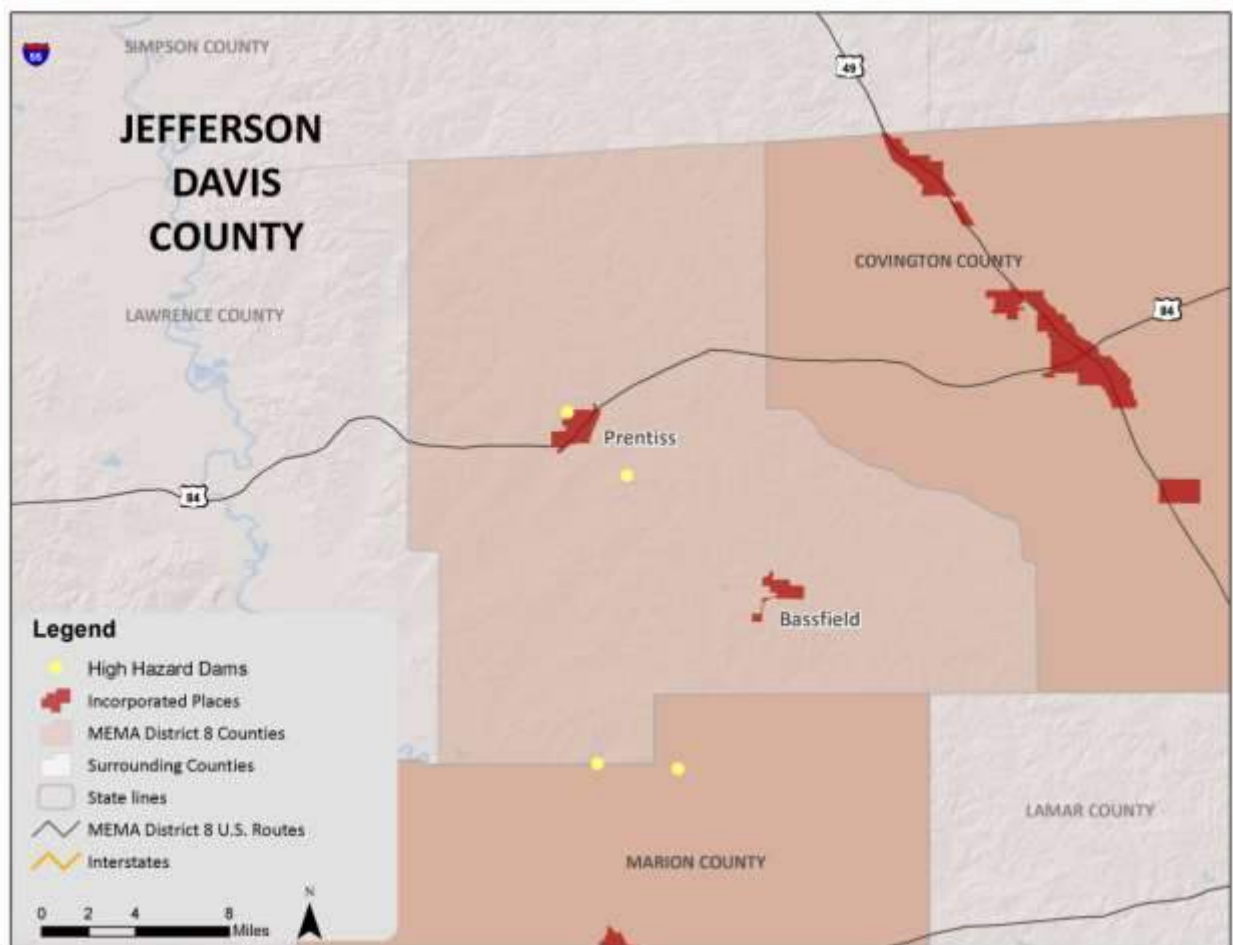 SIMPSON COUNTY
55
49
JEFFERSON
DAVIS
COUNTY
COVINGTON COUNTY
LAWRENCE COUNTY
84
Prentiss
84
Bassfield
Legend
High Hazard Dams
Incorporated Places
MEMA District 8 Counties
Surrounding Counties
State lines
MEMA District 8 U.S. Routes
Interstates
LAMAR COUNTY
MARION COUNTY
N
0 2 4 8
Miles